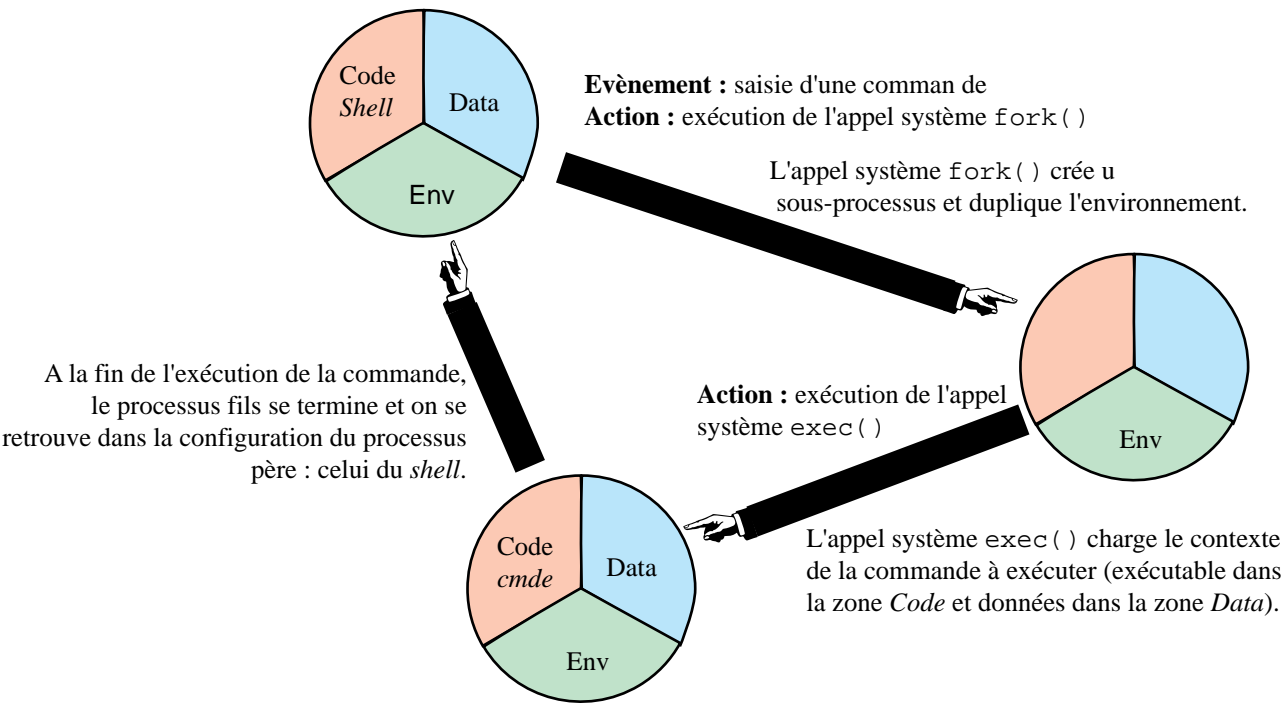 Code
Shell
Data
Env
Evènement : saisie d'une comman de
Action : exécution de l'appel système fork()
L'appel système fork() crée u
sous-processus et duplique l'environnement.
Env
Action : exécution de l'appel
système exec()
L'appel système exec() charge le contexte
de la commande à exécuter (exécutable dans
la zone Code et données dans la zone Data).
Code
cmde
Data
Env
A la fin de l'exécution de la commande,
le processus fils se termine et on se
retrouve dans la configuration du processus
père : celui du shell.